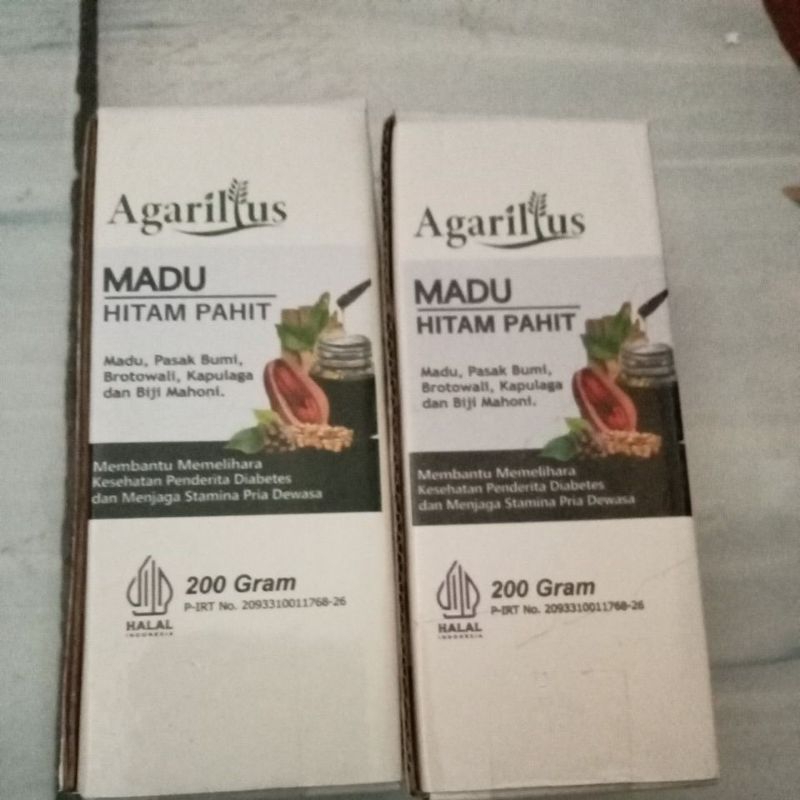 Agarillus
MADU
HITAM PAHIT
Madu, Pasak Bumi,
Brotowali, Kapulaga
dan Biji Mahoni.
Membantu Memelihara
Kesehatan Penderita Diabetes
dan Menjaga Stamina Pria Dewasa
HALAL
INDONESIA
200 Gram
P-IRT No. 2093310011768-26
Agarillus
MADU
HITAM PAHIT
Madu, Pasak Bumi,
Brotowali, Kapulaga
dan Biji Mahoni.
Membantu Memelihara
Kesehatan Penderita Diabetes
dan Menjaga Stamina Pria Dewasa
HALAL
INDONESIA
200 Gram
P-IRT No. 2093310011768-26